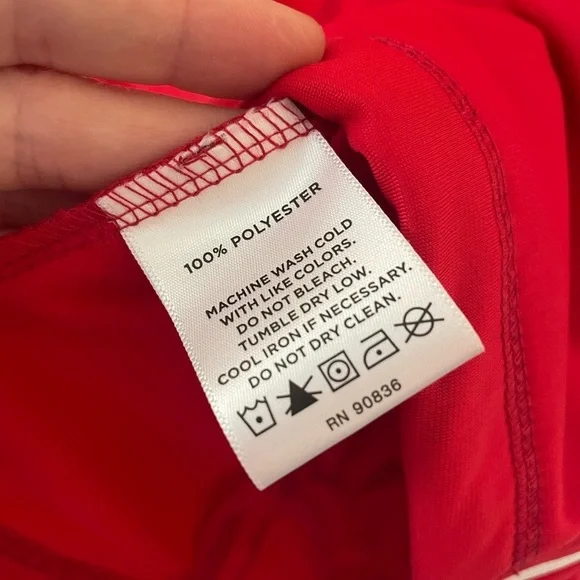 100% POLYESTER
MACHINE WASH COLD
WITH LIKE COLORS.
DO NOT BLEACH.
TUMBLE DRY LOW.
COOL IRON IF NECESSARY.
DO NOT DRY CLEAN.
RN 90836